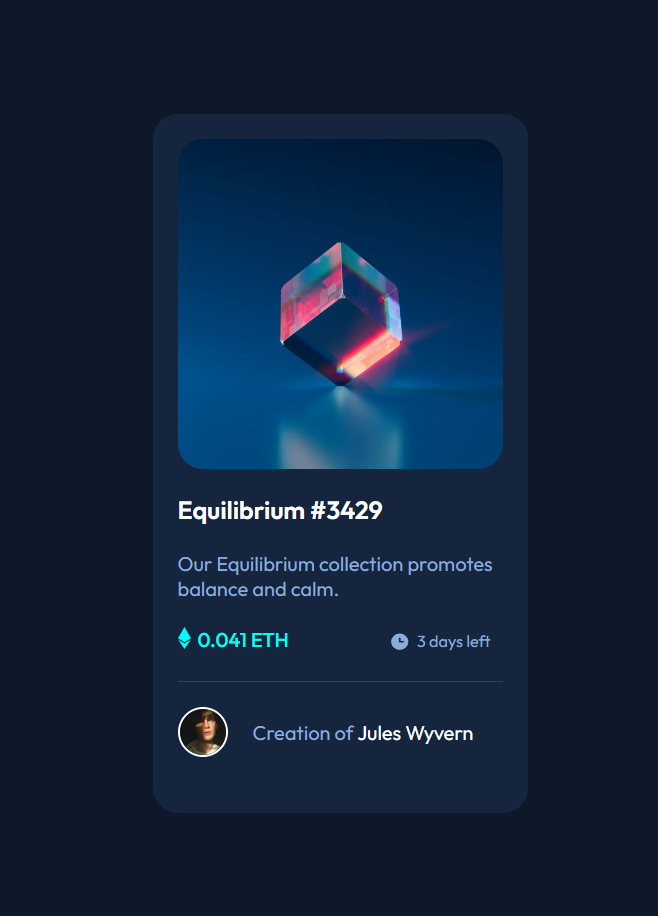 Equilibrium #3429
Our Equilibrium collection promotes
balance and calm.
0.041 ETH
3 days left
Creation of Jules Wyvern